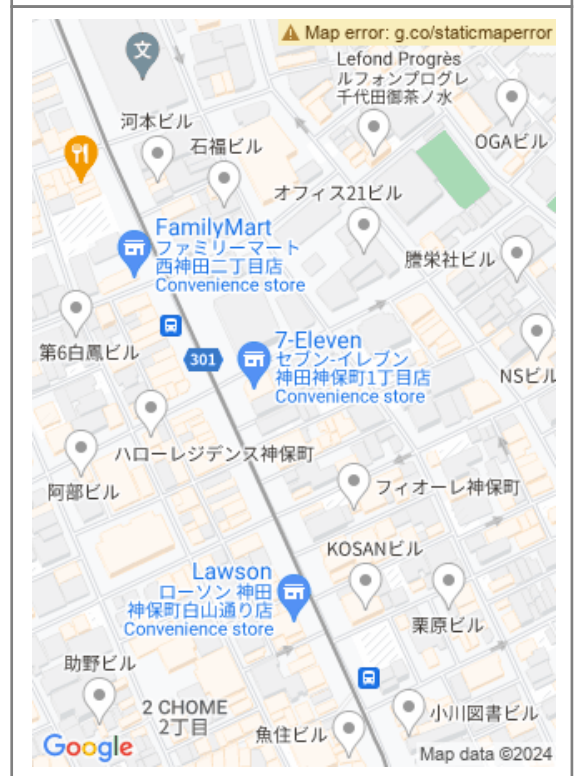 Map error: g.co/staticmaperror
Lefond Progrès
ルフォンプログレ
千代田御茶ノ水
文
河本ビル
OGAビル
石福ビル
オフィス21ビル
FamilyMart
ファミリーマート
西神田二丁目店
Convenience store
謄栄社ビル
7-Eleven
セブン-イレブン
神田神保町1丁目店
Convenience store
第6白鳳ビル
301
NSビル
ハローレジデンス神保町
阿部ビル
フィオーレ神保町
KOSANビル
Lawson
ローソン 神田
神保町白山通り店
Convenience store
栗原ビル
助野ビル
2 CHOME
2丁目
小川図書ビル
魚住ビル
Google
Map data ©2024